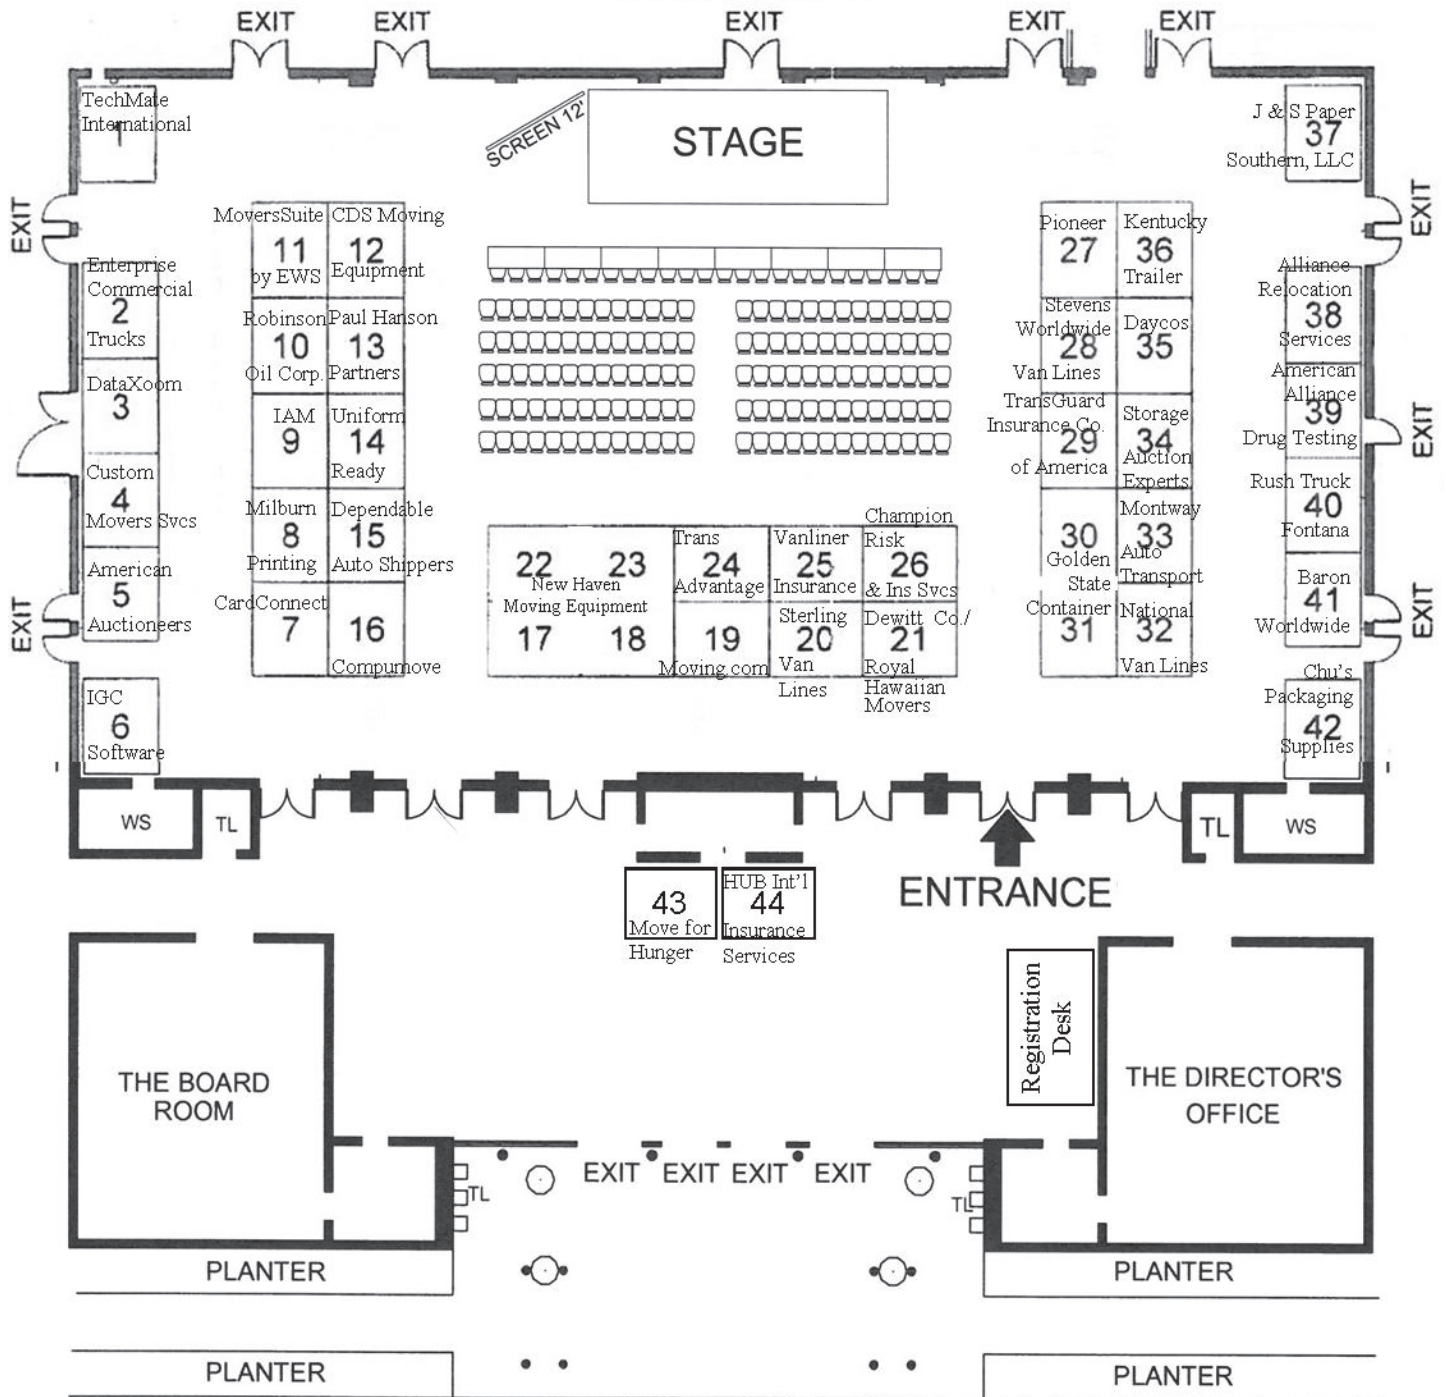 EXIT
EXIT
EXIT
EXIT
EXIT
TechMate
International
1
SCREEN 12'
STAGE
J & S Paper
37
Southern, LLC
EXIT
EXIT
MoversSuite
11
by EWS
CDS Moving
12
Equipment
Pioneer
27
Kentucky
36
Trailer
Enterprise
Commercial
2
Trucks
Alliance
Relocation
38
Services
Robinson
10
Oil Corp.
Paul Hanson
13
Partners
Stevens
Worldwide
28
Van Lines
Daycos
35
DataXoom
3
American
Alliance
39
Drug Testing
EXIT
IAM
9
Uniform
14
Ready
TransGuard
Insurance Co.
29
of America
Storage
34
Auction
Experts
Custom
4
Movers Svcs
Rush Truck
40
Fontana
Milburn
8
Printing
Dependable
15
Auto Shippers
22
23
New Haven
Moving Equipment
17
18
Trans
24
Advantage
Vanliner
25
Insurance
Champion
Risk
26
& Ins Svcs
30
Golden
State
Container
31
Montway
33
Auto
Transport
American
5
Auctioneers
Baron
41
Worldwide
EXIT
EXIT
CardConnect
7
16
Compumove
19
Moving.com
Sterling
20
Van
Lines
Dewitt Co./
21
Royal
Hawaiian
Movers
National
32
Van Lines
IGC
6
Software
Chu's
Packaging
42
Supplies
WS
TL
TL
WS
ENTRANCE
43
Move for
Hunger
HUB Int'l
44
Insurance
Services
Registration
Desk
THE BOARD
ROOM
THE DIRECTOR'S
OFFICE
EXIT
EXIT
EXIT
EXIT
TL
TL
PLANTER
PLANTER
PLANTER
PLANTER